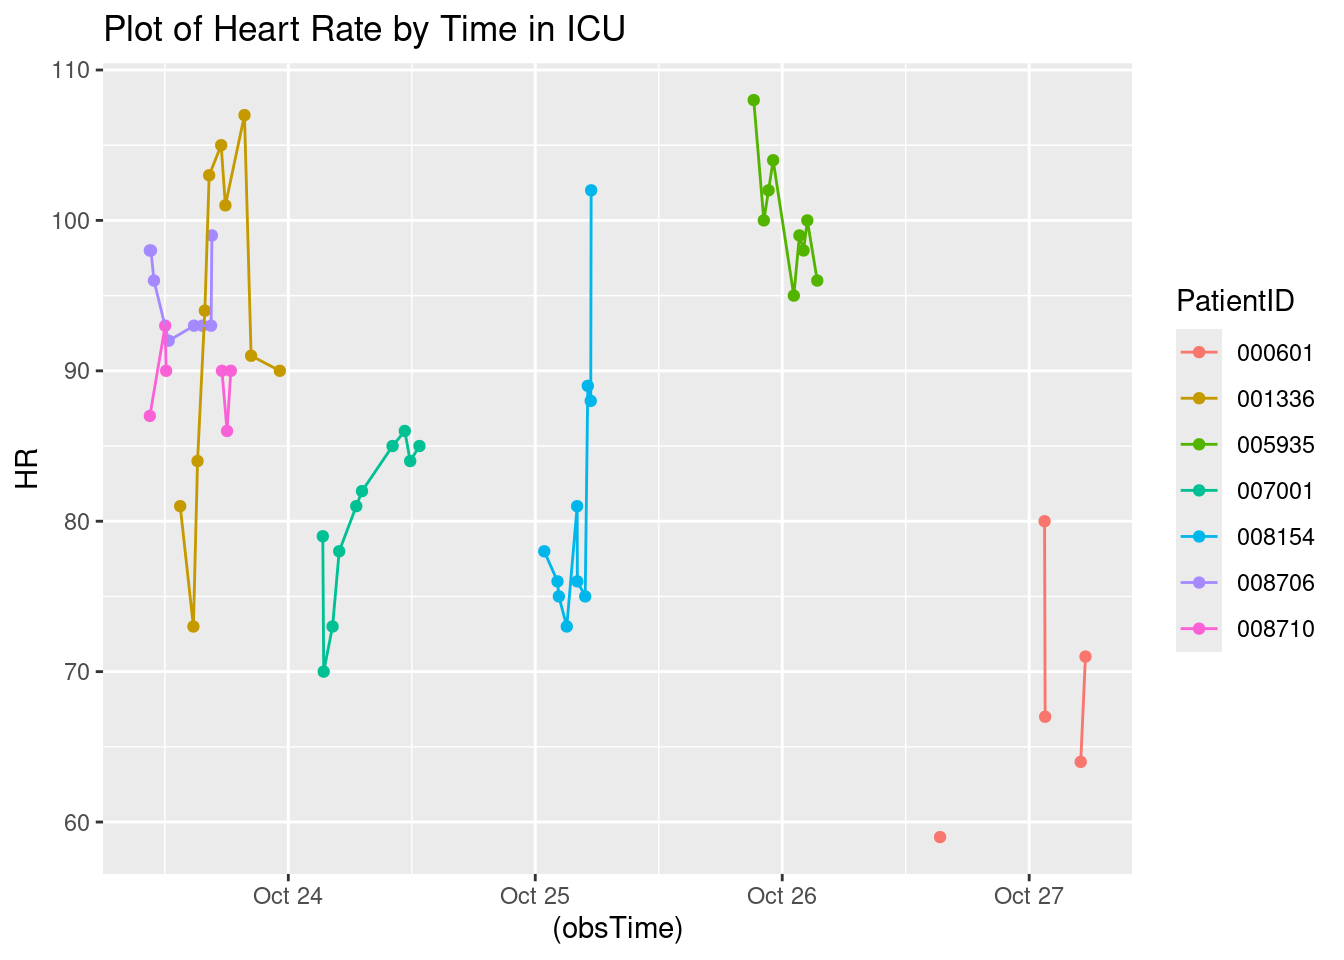 Plot of Heart Rate by Time in ICU
110
100
90
80
70
60
HR
Oct 24
Oct 25
Oct 26
Oct 27
(obsTime)
PatientID
000601
001336
005935
007001
008154
008706
008710